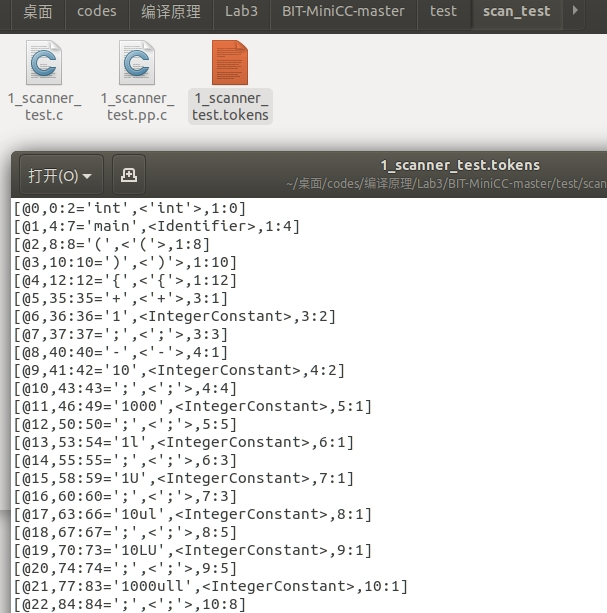 桌面 codes 编译原理 Lab3 BIT-MiniCC-master test scan_test
1_scanner_
test.c
1_scanner_
test.pp.c
1_scanner_
test.tokens
打开(O)
1_scanner_test.tokens
~/桌面/codes/编译原理/Lab3/BIT-MiniCC-master/test/scan
[@0,0:2='int',<'int'>,1:0]
[@1,4:7='main',<Identifier>,1:4]
[@2,8:8='(',<'('>,1:8]
[@3,10:10=')',<')'>,1:10]
[@4,12:12='{',<'{'>,1:12]
[@5,35:35='+',<'+'>,3:1]
[@6,36:36='1',<IntegerConstant>,3:2]
[@7,37:37=';',<';'>,3:3]
[@8,40:40='-',<'-'>,4:1]
[@9,41:42='10',<IntegerConstant>,4:2]
[@10,43:43=';',<';'>,4:4]
[@11,46:49='1000',<IntegerConstant>,5:1]
[@12,50:50=';',<';'>,5:5]
[@13,53:54='1l',<IntegerConstant>,6:1]
[@14,55:55=';',<';'>,6:3]
[@15,58:59='1U',<IntegerConstant>,7:1]
[@16,60:60=';',<';'>,7:3]
[@17,63:66='10ul',<IntegerConstant>,8:1]
[@18,67:67=';',<';'>,8:5]
[@19,70:73='10LU',<IntegerConstant>,9:1]
[@20,74:74=';',<';'>,9:5]
[@21,77:83='1000ull',<IntegerConstant>,10:1]
[@22,84:84=';',<';'>,10:8]